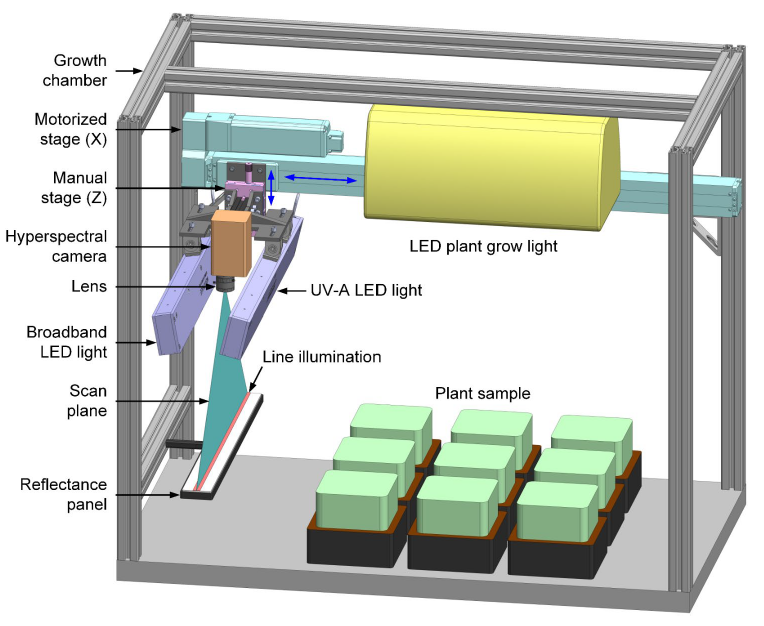 Growth
chamber
Motorized
stage (X)
Manual
stage (Z)
Hyperspectral
camera
Lens
Broadband
LED light
Scan
plane
Reflectance
panel
LED plant grow light
UV-A LED light
Line illumination
Plant sample